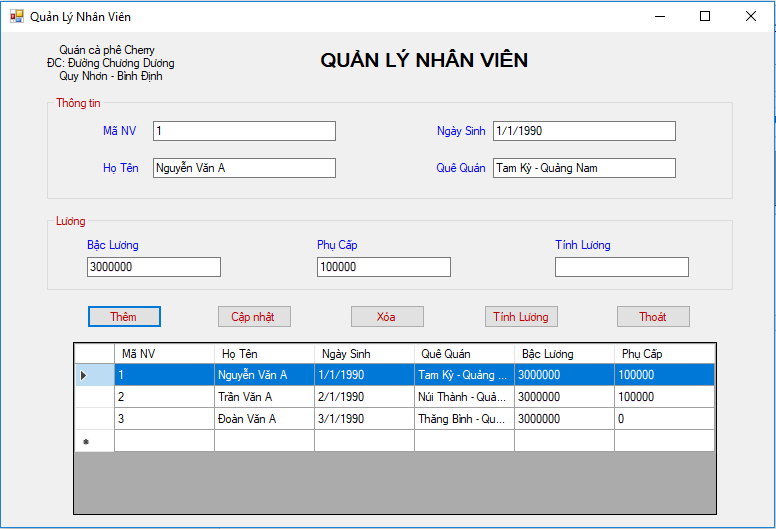 Quản Lý Nhân Viên
Quán cà phê Cherry
ĐC: Đường Chương Dương
Quy Nhơn - Bình Định
QUẢN LÝ NHÂN VIÊN
Thông tin
Mã NV 1 Ngày Sinh 1/1/1990
Họ Tên Nguyễn Văn A Quê Quán Tam Kỳ - Quảng Nam
Lương
Bậc Lương Phụ Cấp Tính Lương
3000000 100000
Thêm Cập nhật Xóa Tính Lương Thoát
Mã NV Họ Tên Ngày Sinh Quê Quán Bậc Lương Phụ Cấp
1 Nguyễn Văn A 1/1/1990 Tam Kỳ - Quảng ... 3000000 100000
2 Trần Văn A 2/1/1990 Núi Thành - Quả... 3000000 100000
3 Đoàn Văn A 3/1/1990 Thăng Bình - Qu... 3000000 0